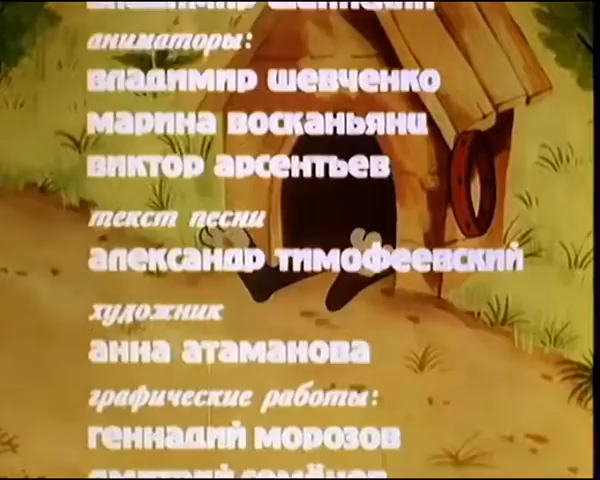 аниматоры:
владимир шевченко
марина восканьянц
виктор арсентьев
текст песни
александр тимофеевский
художник
анна атаманова
графические работы:
геннадий морозов